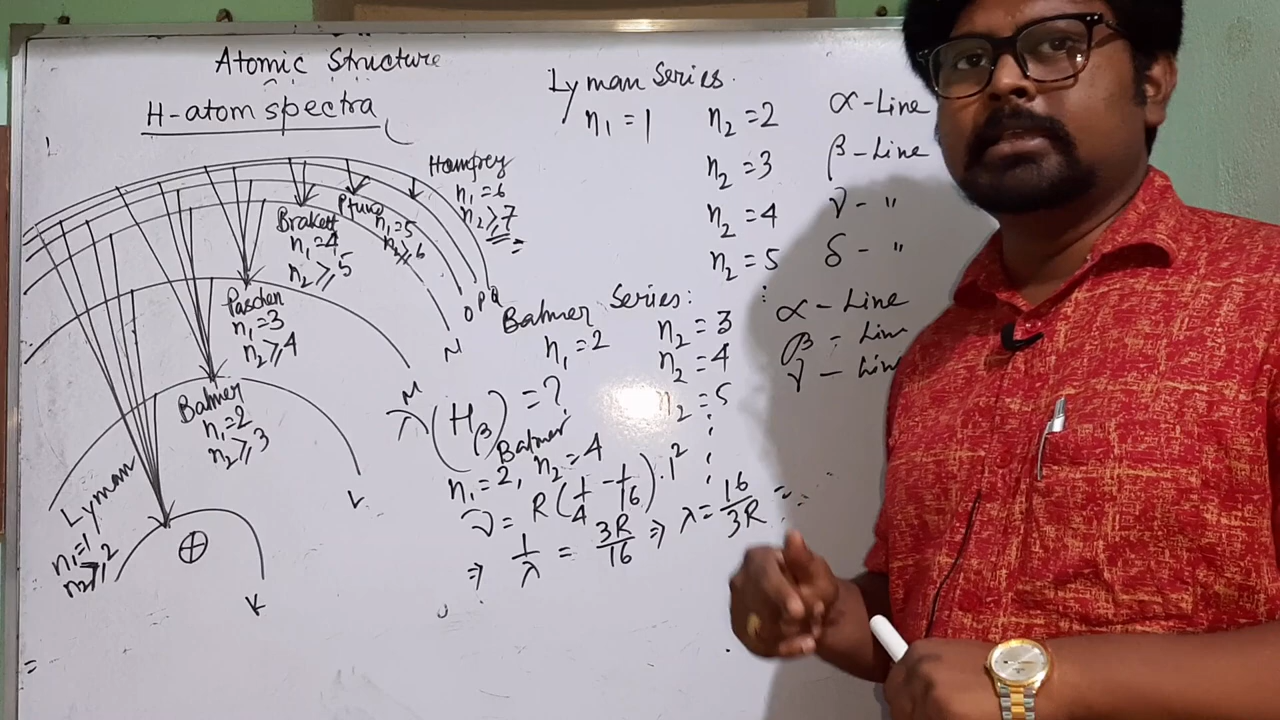 Atomic Structure
H-atom spectra
Hamfrey
n₁=6
n₂≥7
n₁=5
n₂≥6
Brakett
n₁=4
n₂≥5
Paschen
n₁=3
n₂≥4
Balmer
n₁=2
n₂≥3
Lyman
n₁=1
n₂≥2
K
L
M
N
O P Q
Lyman Series.
n₁=1 n₂=2 α-Line
n₂=3 β-Line
n₂=4 γ- "
n₂=5 δ- "
Balmer Series:
n₁=2 n₂=3 α-Line
n₂=4 β-Line
n₂=5 γ-Line
λ(Hβ)=?
Balmer
n₁=2, n₂=4
ν̄= R(1/4 - 1/16).1²
⇒ 1/λ = 3R/16 ⇒ λ= 16/3R =